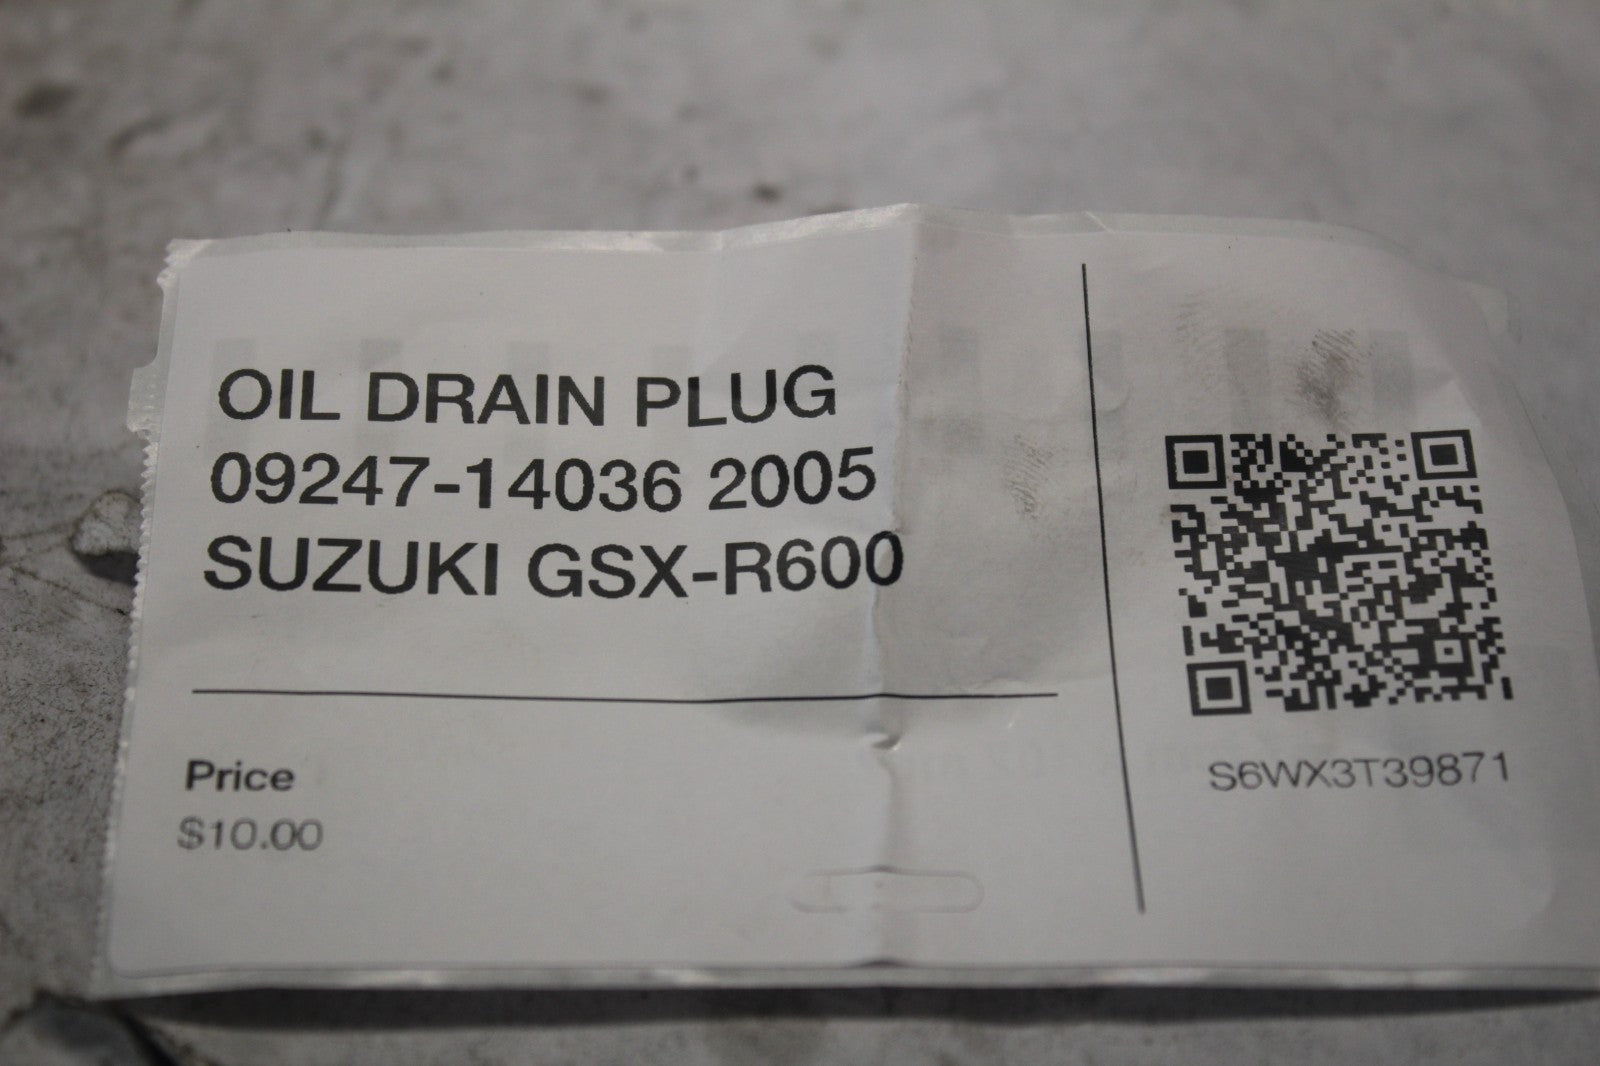 OIL DRAIN PLUG
09247-14036 2005
SUZUKI GSX-R600
Price
$10.00
S6WX3T39871